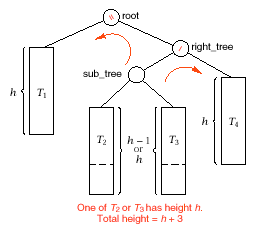 \\ root
/ right_tree
sub_tree
h T1
T2 h – 1 or h T3
h T4
One of T2 or T3 has height h.
Total height = h + 3